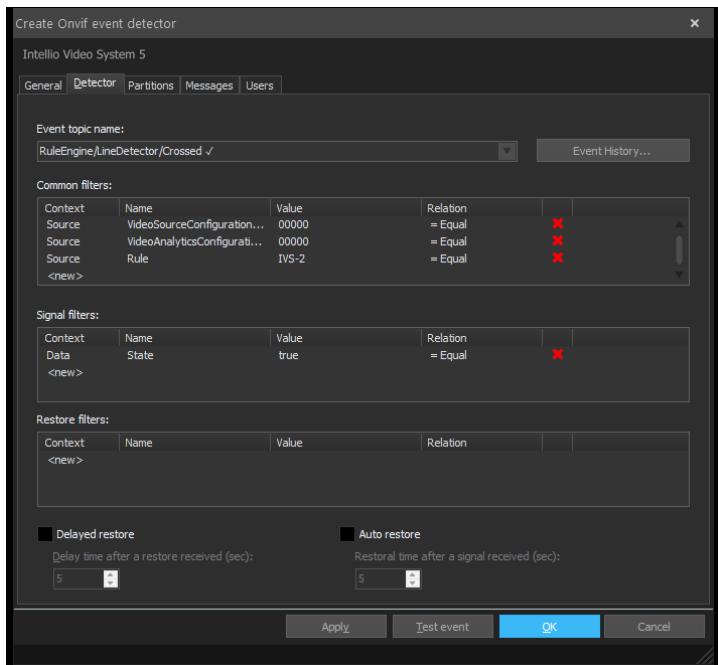 Create Onvif event detector ×
Intellio Video System 5
General Detector Partitions Messages Users
Event topic name:
RuleEngine/LineDetector/Crossed ✓ Event History...
Common filters:
Context Name Value Relation
Source VideoSourceConfiguration... 00000 = Equal
Source VideoAnalyticsConfigurati... 00000 = Equal
Source Rule IVS-2 = Equal
<new>
Signal filters:
Context Name Value Relation
Data State true = Equal
<new>
Restore filters:
Context Name Value Relation
<new>
Delayed restore Auto restore
Delay time after a restore received (sec): Restoral time after a signal received (sec):
5 5
Apply Test event OK Cancel